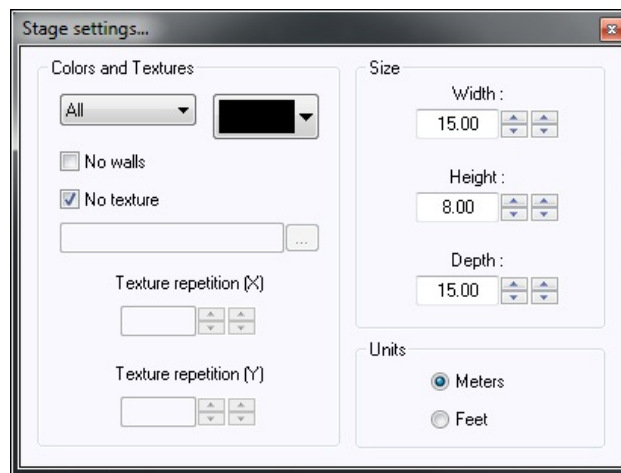 Stage settings...
Colors and Textures
All
No walls
No texture
...
Texture repetition (X)
Texture repetition (Y)
Size
Width :
15.00
Height :
8.00
Depth :
15.00
Units
Meters
Feet